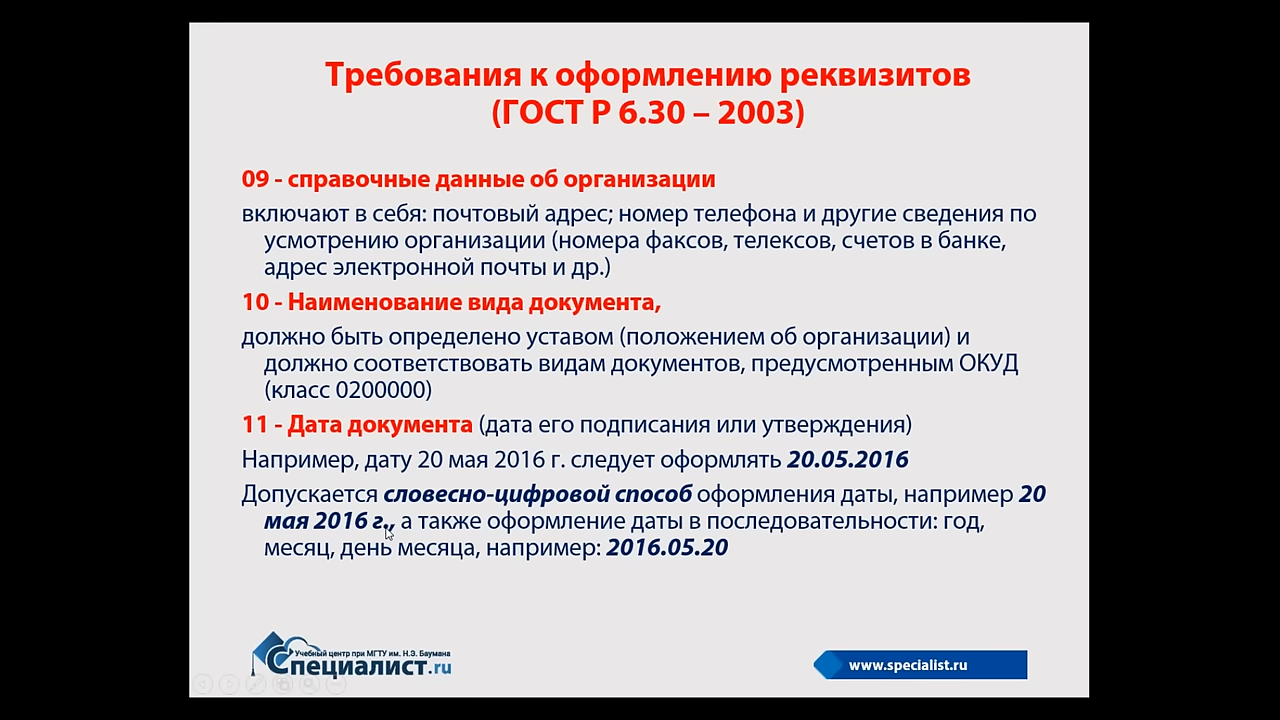 Требования к оформлению реквизитов
(ГОСТ Р 6.30 – 2003)
09 - справочные данные об организации
включают в себя: почтовый адрес; номер телефона и другие сведения по
усмотрению организации (номера факсов, телексов, счетов в банке,
адрес электронной почты и др.)
10 - Наименование вида документа,
должно быть определено уставом (положением об организации) и
должно соответствовать видам документов, предусмотренным ОКУД
(класс 0200000)
11 - Дата документа (дата его подписания или утверждения)
Например, дату 20 мая 2016 г. следует оформлять 20.05.2016
Допускается словесно-цифровой способ оформления даты, например 20
мая 2016 г., а также оформление даты в последовательности: год,
месяц, день месяца, например: 2016.05.20
Учебный центр при МГТУ им. Н.Э. Баумана
Специалист.ru
www.specialist.ru